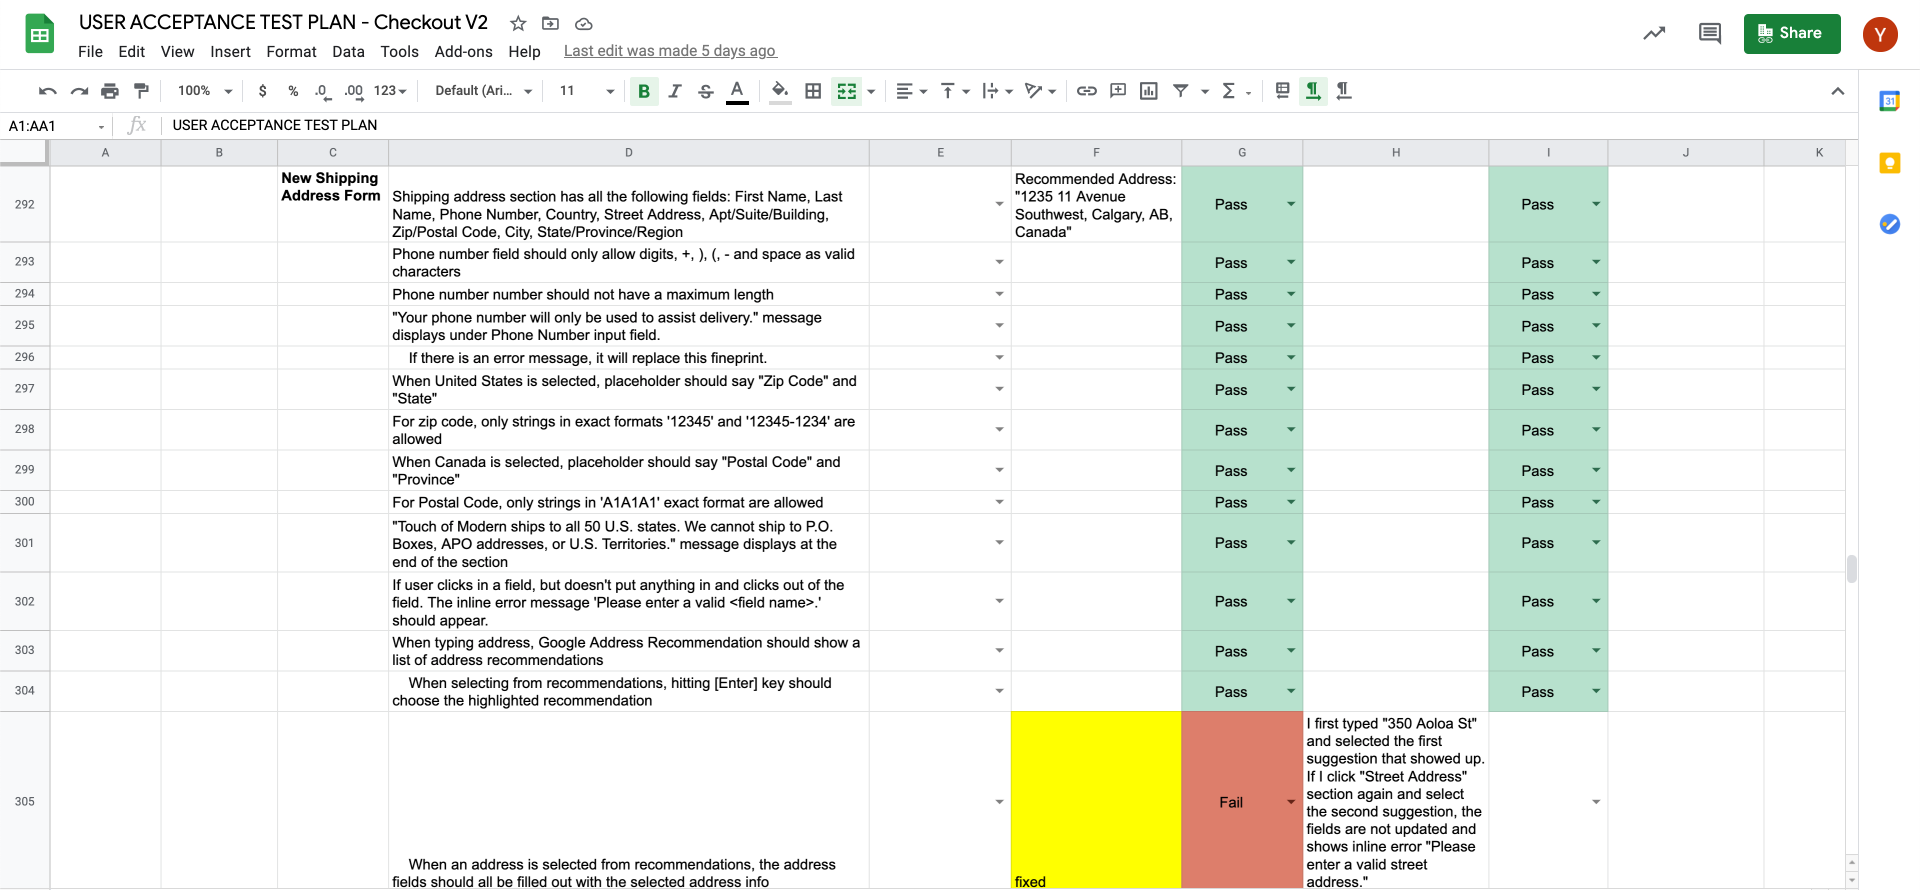 USER ACCEPTANCE TEST PLAN - Checkout V2
File Edit View Insert Format Data Tools Add-ons Help Last edit was made 5 days ago
Share
Y
100% $ % .0 .00 123 Default (Ari... 11 B I S A Σ
31
A1:AA1 fx USER ACCEPTANCE TEST PLAN
A B C D E F G H I J K
292
New Shipping
Address Form
Shipping address section has all the following fields: First Name, Last
Name, Phone Number, Country, Street Address, Apt/Suite/Building,
Zip/Postal Code, City, State/Province/Region
Recommended Address:
"1235 11 Avenue
Southwest, Calgary, AB,
Canada"
Pass
Pass
293
Phone number field should only allow digits, +, ), (, - and space as valid
characters
Pass
Pass
294
Phone number number should not have a maximum length
Pass
Pass
295
"Your phone number will only be used to assist delivery." message
displays under Phone Number input field.
Pass
Pass
296
If there is an error message, it will replace this fineprint.
Pass
Pass
297
When United States is selected, placeholder should say "Zip Code" and
"State"
Pass
Pass
298
For zip code, only strings in exact formats '12345' and '12345-1234' are
allowed
Pass
Pass
299
When Canada is selected, placeholder should say "Postal Code" and
"Province"
Pass
Pass
300
For Postal Code, only strings in 'A1A1A1' exact format are allowed
Pass
Pass
301
"Touch of Modern ships to all 50 U.S. states. We cannot ship to P.O.
Boxes, APO addresses, or U.S. Territories." message displays at the
end of the section
Pass
Pass
302
If user clicks in a field, but doesn't put anything in and clicks out of the
field. The inline error message 'Please enter a valid <field name>.'
should appear.
Pass
Pass
303
When typing address, Google Address Recommendation should show a
list of address recommendations
Pass
Pass
304
When selecting from recommendations, hitting [Enter] key should
choose the highlighted recommendation
Pass
Pass
305
When an address is selected from recommendations, the address
fields should all be filled out with the selected address info
fixed
Fail
I first typed "350 Aoloa St"
and selected the first
suggestion that showed up.
If I click "Street Address"
section again and select
the second suggestion, the
fields are not updated and
shows inline error "Please
enter a valid street
address."